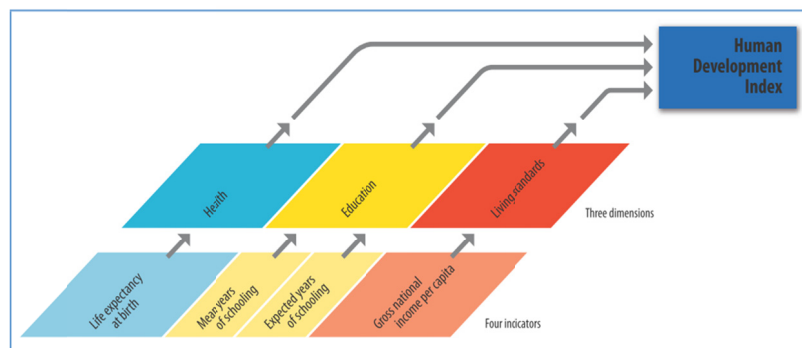 Human
Development
Index
Health
Education
Living standards
Three dimensions
Life expectancy
at birth
Mean years
of schooling
Expected years
of schooling
Gross national
income per capita
Four indicators